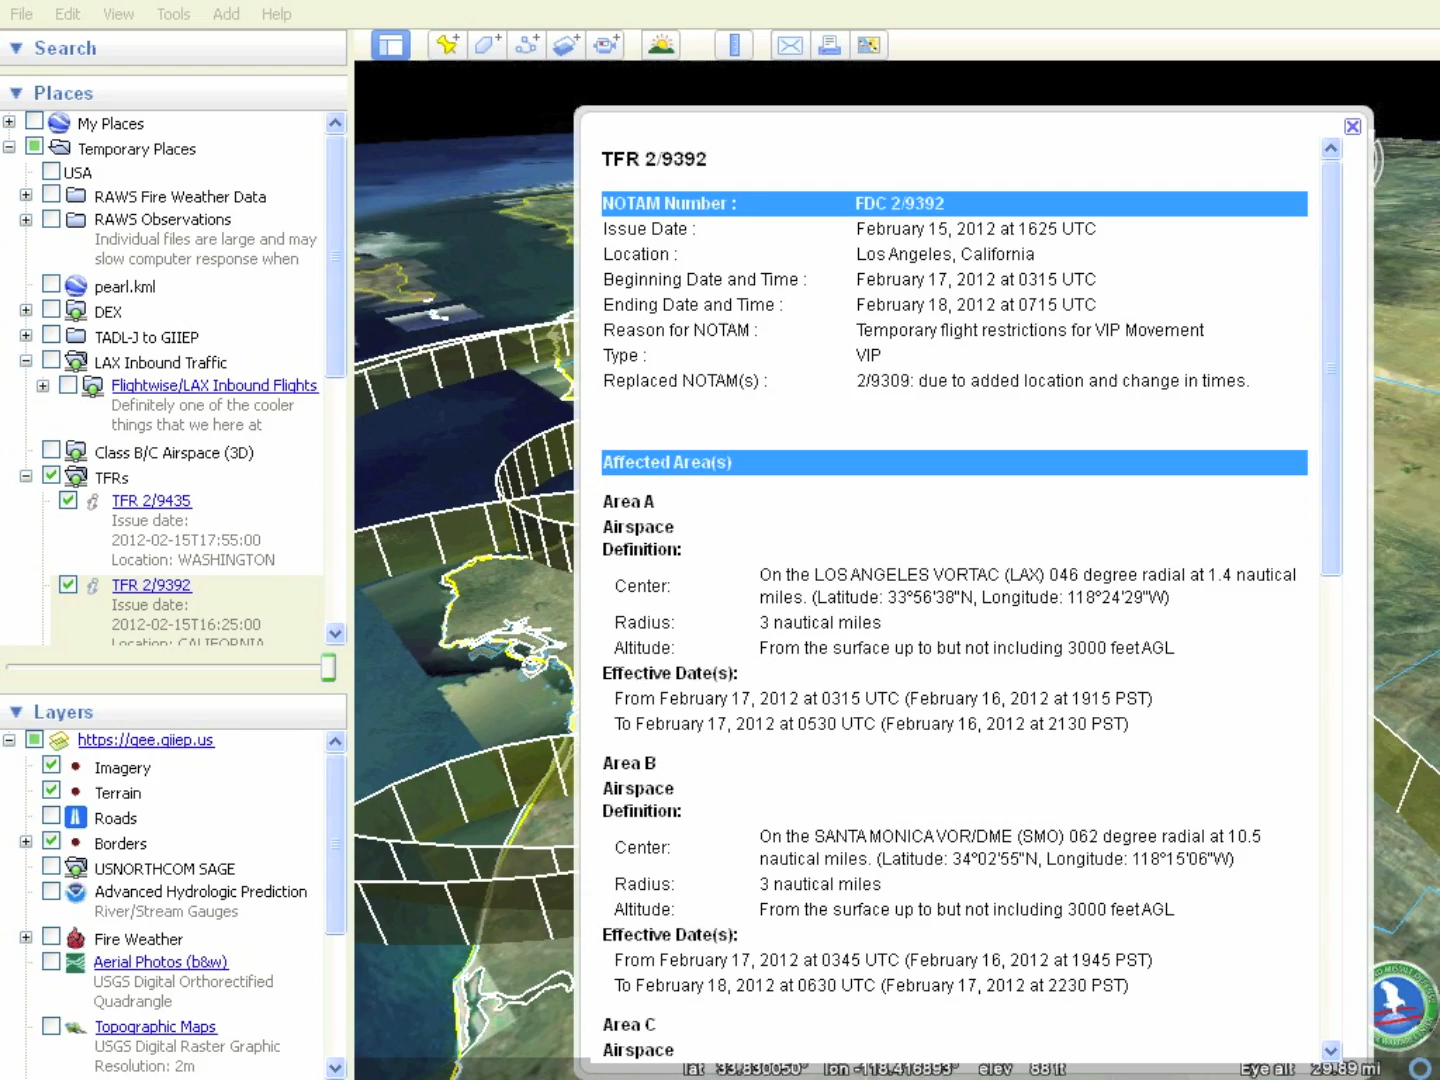 File Edit View Tools Add Help
Search
Places
My Places
Temporary Places
USA
RAWS Fire Weather Data
RAWS Observations
Individual files are large and may
slow computer response when
pearl.kml
DEX
TADL-J to GIIEP
LAX Inbound Traffic
Flightwise/LAX Inbound Flights
Definitely one of the cooler
things that we here at
Class B/C Airspace (3D)
TFRs
TFR 2/9435
Issue date:
2012-02-15T17:55:00
Location: WASHINGTON
TFR 2/9392
Issue date:
2012-02-15T16:25:00
Location: CALIFORNIA
Layers
https://gee.giiep.us
Imagery
Terrain
Roads
Borders
USNORTHCOM SAGE
Advanced Hydrologic Prediction
River/Stream Gauges
Fire Weather
Aerial Photos (b&w)
USGS Digital Orthorectified
Quadrangle
Topographic Maps
USGS Digital Raster Graphic
Resolution: 2m
TFR 2/9392
NOTAM Number : FDC 2/9392
Issue Date : February 15, 2012 at 1625 UTC
Location : Los Angeles, California
Beginning Date and Time : February 17, 2012 at 0315 UTC
Ending Date and Time : February 18, 2012 at 0715 UTC
Reason for NOTAM : Temporary flight restrictions for VIP Movement
Type : VIP
Replaced NOTAM(s) : 2/9309: due to added location and change in times.
Affected Area(s)
Area A
Airspace
Definition:
Center: On the LOS ANGELES VORTAC (LAX) 046 degree radial at 1.4 nautical
miles. (Latitude: 33°56'38"N, Longitude: 118°24'29"W)
Radius: 3 nautical miles
Altitude: From the surface up to but not including 3000 feet AGL
Effective Date(s):
From February 17, 2012 at 0315 UTC (February 16, 2012 at 1915 PST)
To February 17, 2012 at 0530 UTC (February 16, 2012 at 2130 PST)
Area B
Airspace
Definition:
Center: On the SANTA MONICA VOR/DME (SMO) 062 degree radial at 10.5
nautical miles. (Latitude: 34°02'55"N, Longitude: 118°15'06"W)
Radius: 3 nautical miles
Altitude: From the surface up to but not including 3000 feet AGL
Effective Date(s):
From February 17, 2012 at 0345 UTC (February 16, 2012 at 1945 PST)
To February 18, 2012 at 0630 UTC (February 17, 2012 at 2230 PST)
Area C
Airspace
lat 33.830050° lon -118.416893° elev 88 ft Eye alt 29.89 mi